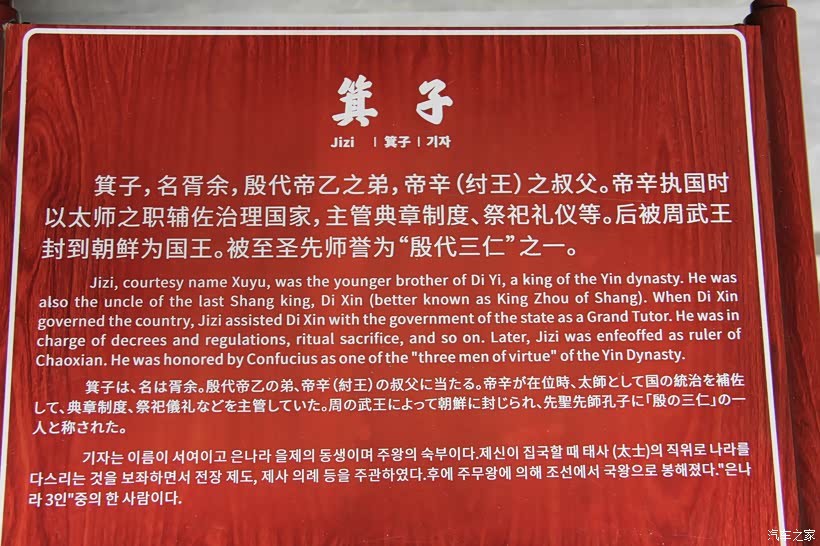 箕子
Jizi | 箕子 | 기자
箕子，名胥余，殷代帝乙之弟，帝辛（纣王）之叔父。帝辛执国时
以太师之职辅佐治理国家，主管典章制度、祭祀礼仪等。后被周武王
封到朝鲜为国王。被至圣先师誉为“殷代三仁”之一。
Jizi, courtesy name Xuyu, was the younger brother of Di Yi, a king of the Yin dynasty. He was
also the uncle of the last Shang king, Di Xin (better known as King Zhou of Shang). When Di Xin
governed the country, Jizi assisted Di Xin with the government of the state as a Grand Tutor. He was in
charge of decrees and regulations, ritual sacrifice, and so on. Later, Jizi was enfeoffed as ruler of
Chaoxian. He was honored by Confucius as one of the "three men of virtue" of the Yin Dynasty.
箕子は、名は胥余。殷代帝乙の弟、帝辛（紂王）の叔父に当たる。帝辛が在位時、太師として国の統治を補佐
して、典章制度、祭祀儀礼などを主管していた。周の武王によって朝鮮に封じられ、先聖先師孔子に「殷の三仁」の一
人と称された。
기자는 이름이 서여이고 은나라 을제의 동생이며 주왕의 숙부이다.제신이 집국할 때 태사 (太士)의 직위로 나라를
다스리는 것을 보좌하면서 전장 제도, 제사 의례 등을 주관하였다.후에 주무왕에 의해 조선에서 국왕으로 봉해졌다."은나
라 3인"중의 한 사람이다.
汽车之家